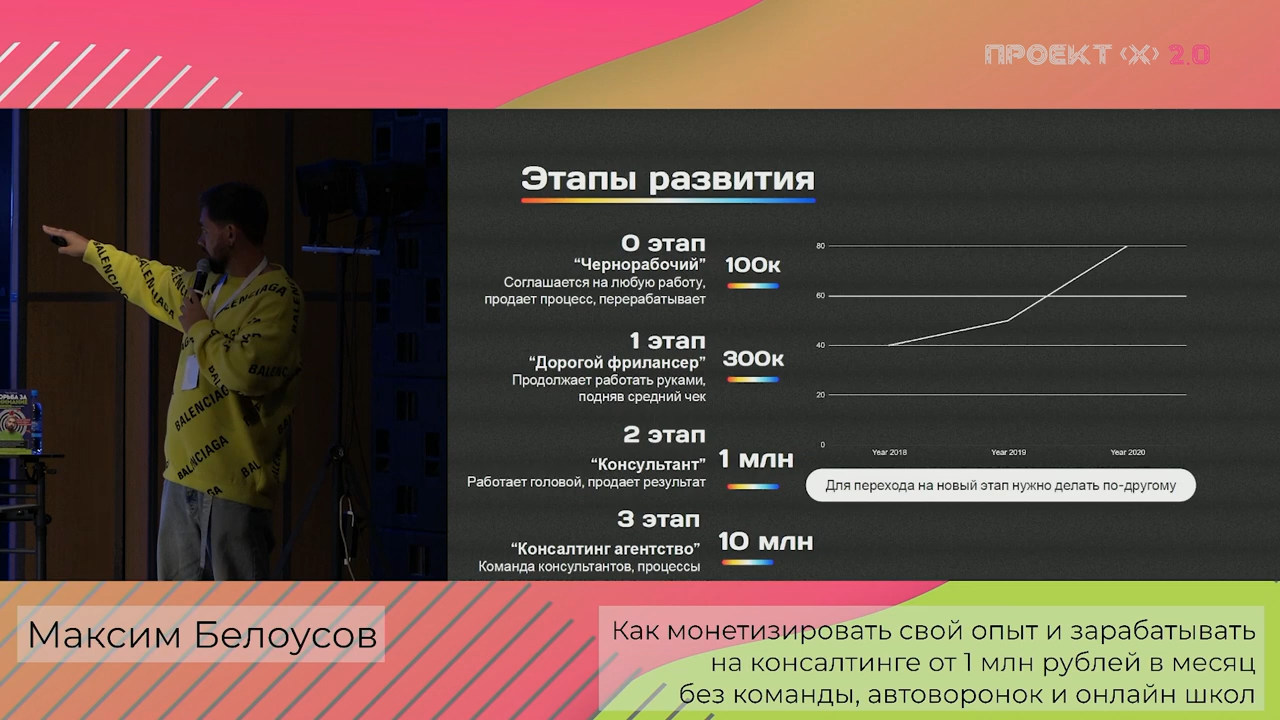 ПРОЕКТ ‹X› 2.0
Этапы развития
0 этап
“Чернорабочий”
100к
Соглашается на любую работу,
продает процесс, перерабатывает
1 этап
“Дорогой фрилансер”
300к
Продолжает работать руками,
подняв средний чек
2 этап
“Консультант”
1 млн
Работает головой, продает результат
3 этап
“Консалтинг агентство”
10 млн
Команда консультантов, процессы
80
60
40
20
0
Year 2018
Year 2019
Year 2020
Для перехода на новый этап нужно делать по-другому
BALENCIAGA
BALENCIAGA
BALENCIAGA
BALENCIAGA
Максим Белоусов
Как монетизировать свой опыт и зарабатывать
на консалтинге от 1 млн рублей в месяц
без команды, автоворонок и онлайн школ